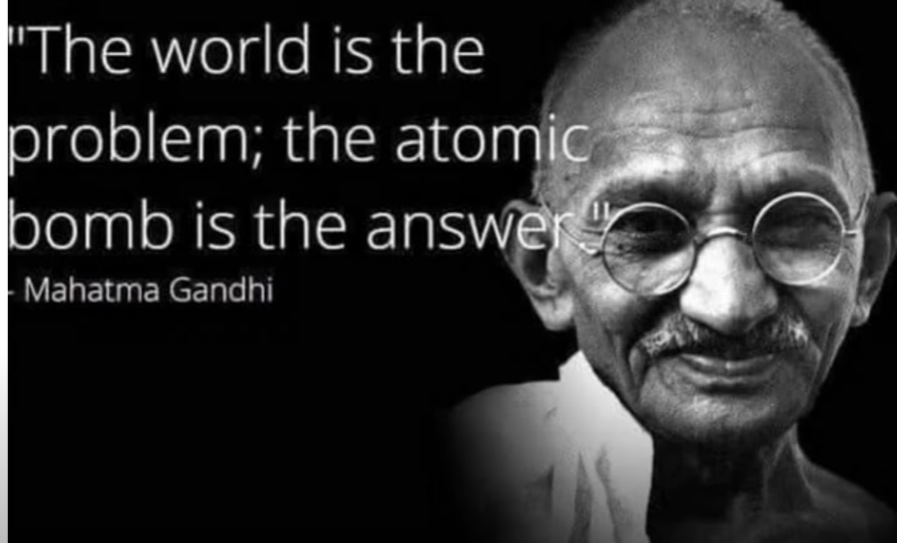 "The world is the
problem; the atomic
bomb is the answer."
- Mahatma Gandhi